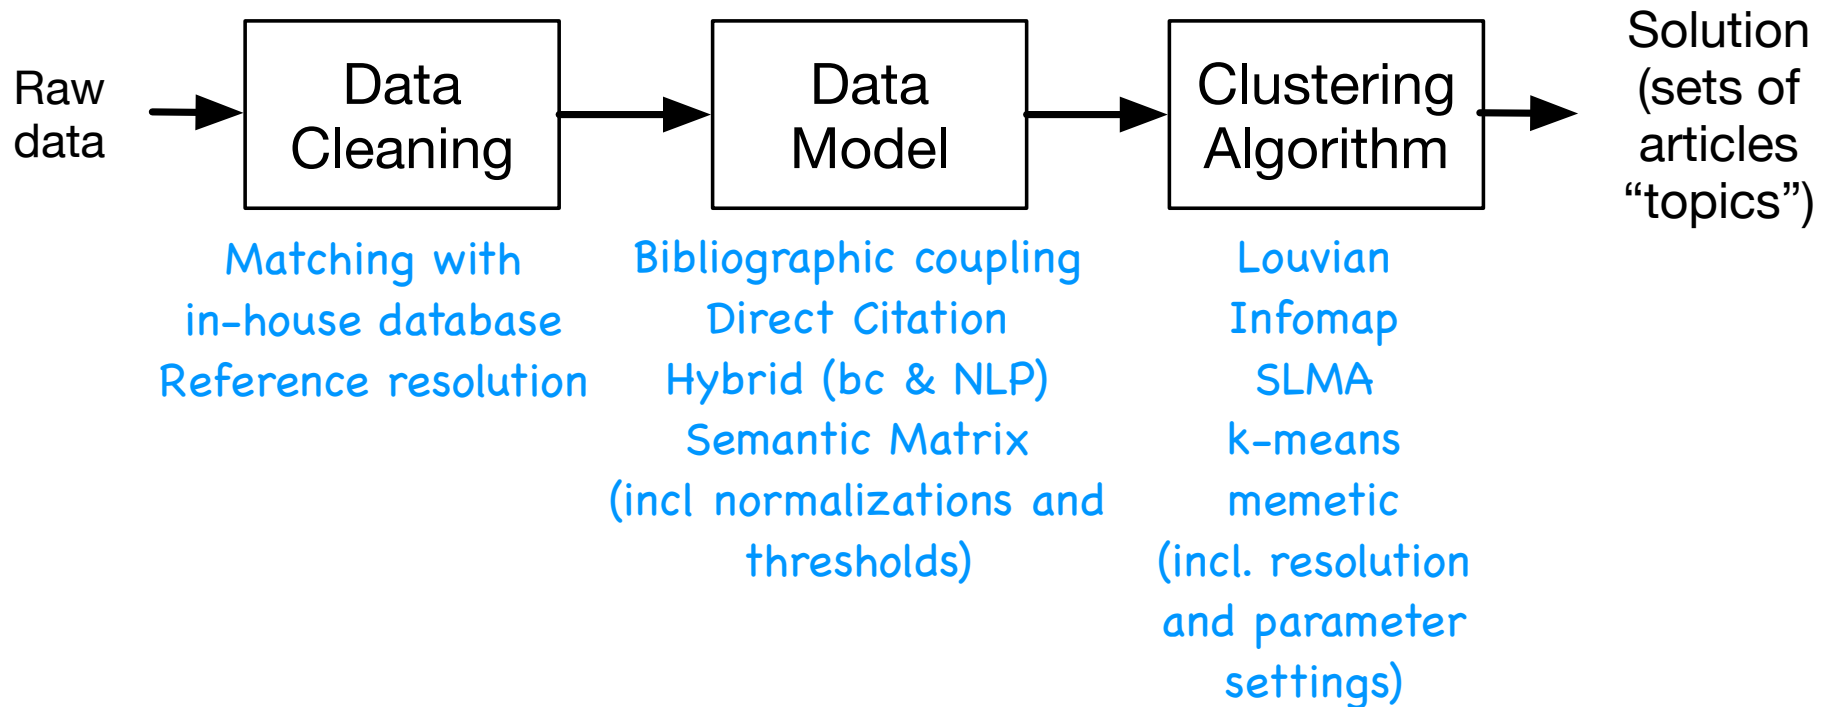 Raw
data
Data
Cleaning
Data
Model
Clustering
Algorithm
Solution
(sets of
articles
“topics”)
Matching with
in-house database
Reference resolution
Bibliographic coupling
Direct Citation
Hybrid (bc & NLP)
Semantic Matrix
(incl normalizations and
thresholds)
Louvian
Infomap
SLMA
k-means
memetic
(incl. resolution
and parameter
settings)